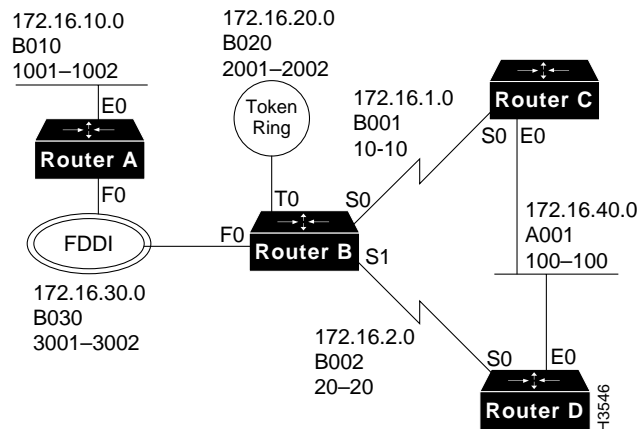 172.16.10.0
B010
1001–1002
E0
Router A
F0
FDDI
172.16.30.0
B030
3001–3002
172.16.20.0
B020
2001–2002
Token
Ring
T0
F0
S0
Router B
S1
172.16.1.0
B001
10-10
Router C
S0
E0
172.16.40.0
A001
100–100
172.16.2.0
B002
20–20
S0
E0
Router D
H3546